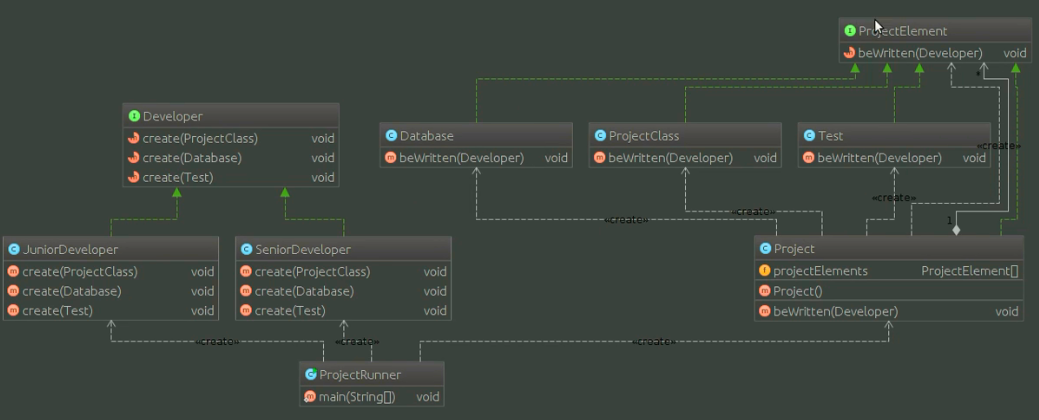 ProjectElement
beWritten(Developer) void
*
Developer
create(ProjectClass) void
create(Database) void
create(Test) void
Database
beWritten(Developer) void
ProjectClass
beWritten(Developer) void
Test
beWritten(Developer) void
«create»
«create»
«create»
«create»
1
JuniorDeveloper
create(ProjectClass) void
create(Database) void
create(Test) void
SeniorDeveloper
create(ProjectClass) void
create(Database) void
create(Test) void
Project
projectElements ProjectElement[]
Project()
beWritten(Developer) void
«create»
«create»
«create»
ProjectRunner
main(String[]) void